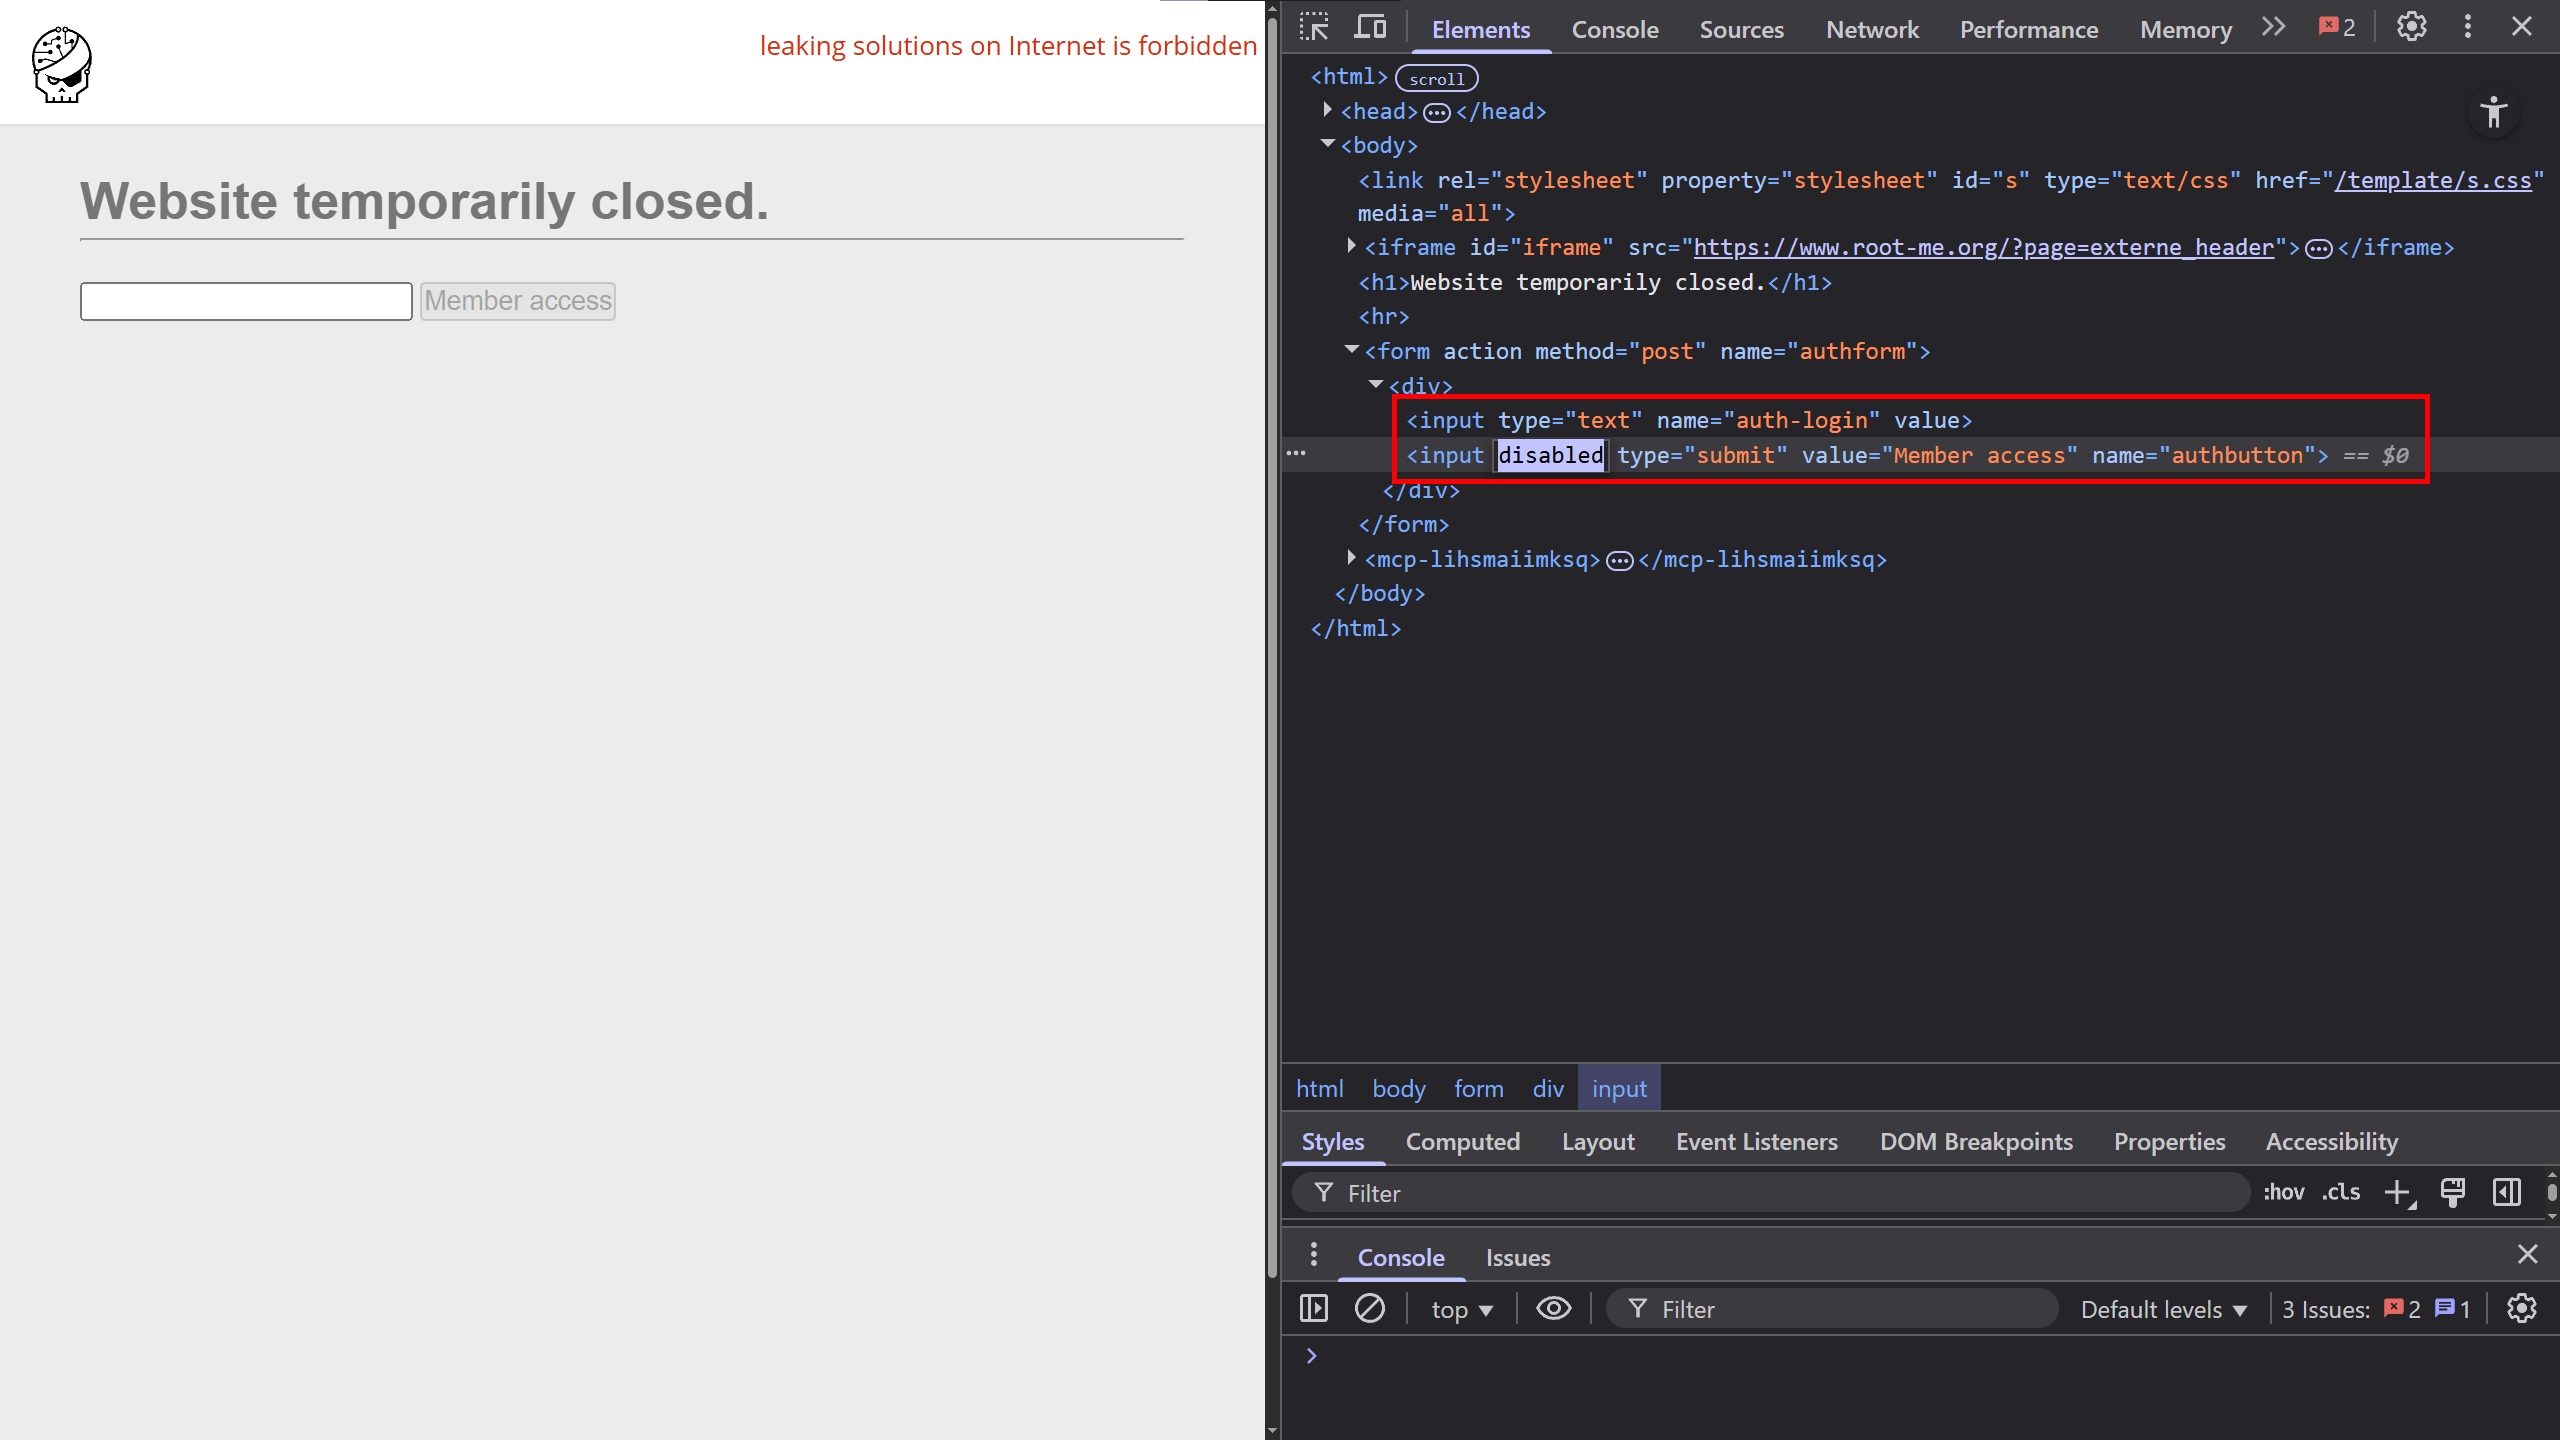 leaking solutions on Internet is forbidden
Website temporarily closed.
Member access
Elements Console Sources Network Performance Memory 2
<html> scroll
<head> ••• </head>
<body>
<link rel="stylesheet" property="stylesheet" id="s" type="text/css" href="/template/s.css"
media="all">
<iframe id="iframe" src="https://www.root-me.org/?page=externe_header"> ••• </iframe>
<h1>Website temporarily closed.</h1>
<hr>
<form action method="post" name="authform">
<div>
<input type="text" name="auth-login" value>
••• <input disabled type="submit" value="Member access" name="authbutton"> == $0
</div>
</form>
<mcp-lihsmaiimksq> ••• </mcp-lihsmaiimksq>
</body>
</html>
html body form div input
Styles Computed Layout Event Listeners DOM Breakpoints Properties Accessibility
Filter :hov .cls
Console Issues
top Filter Default levels 3 Issues: 2 1
>